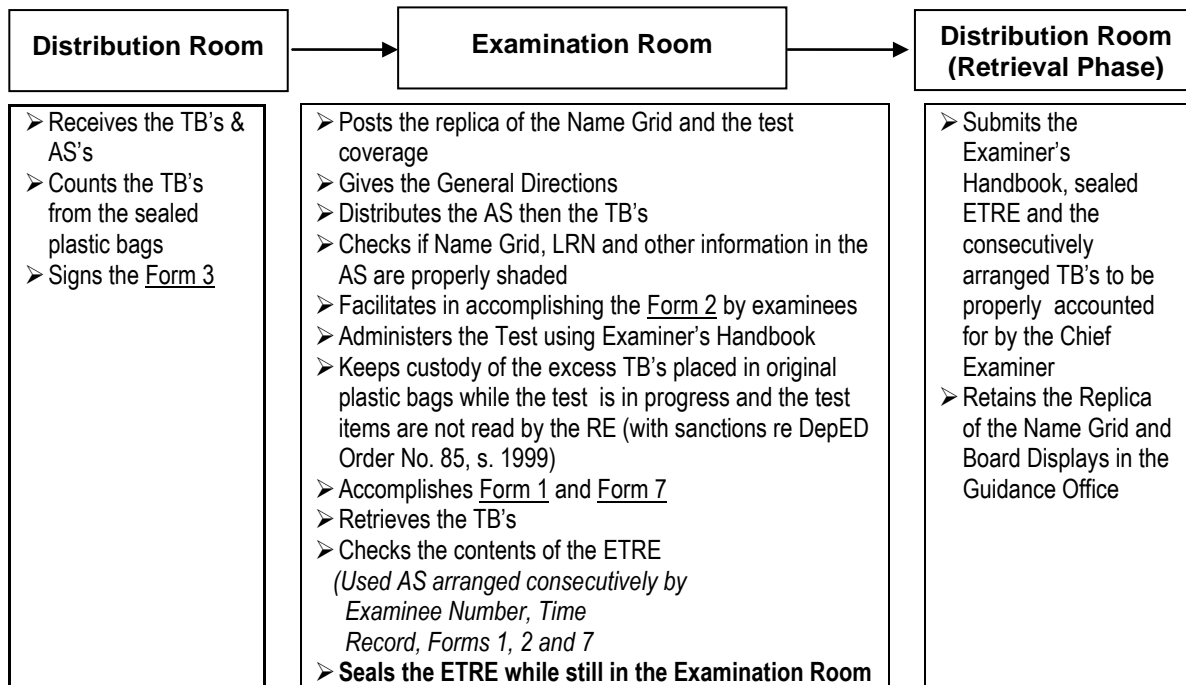 Distribution Room
Examination Room
Distribution Room
(Retrieval Phase)
➢ Receives the TB's &
AS's
➢ Counts the TB's
from the sealed
plastic bags
➢ Signs the Form 3
➢ Posts the replica of the Name Grid and the test
coverage
➢ Gives the General Directions
➢ Distributes the AS then the TB's
➢ Checks if Name Grid, LRN and other information in the
AS are properly shaded
➢ Facilitates in accomplishing the Form 2 by examinees
➢ Administers the Test using Examiner's Handbook
➢ Keeps custody of the excess TB's placed in original
plastic bags while the test is in progress and the test
items are not read by the RE (with sanctions re DepED
Order No. 85, s. 1999)
➢ Accomplishes Form 1 and Form 7
➢ Retrieves the TB's
➢ Checks the contents of the ETRE
(Used AS arranged consecutively by
Examinee Number, Time
Record, Forms 1, 2 and 7
➢ Seals the ETRE while still in the Examination Room
➢ Submits the
Examiner's
Handbook, sealed
ETRE and the
consecutively
arranged TB's to be
properly accounted
for by the Chief
Examiner
➢ Retains the Replica
of the Name Grid and
Board Displays in the
Guidance Office